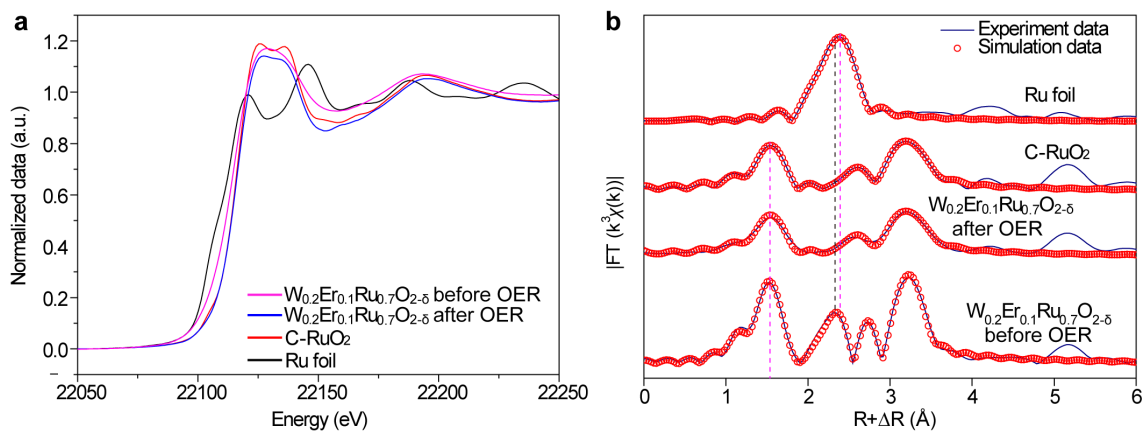 a
Normalized data (a.u.)
1.2
1.0
0.8
0.6
0.4
0.2
0.0
22050
22100
22150
22200
22250
Energy (eV)
W0.2Er0.1Ru0.7O2-δ before OER
W0.2Er0.1Ru0.7O2-δ after OER
C-RuO2
Ru foil
b
|FT (k³χ(k))|
Experiment data
Simulation data
Ru foil
C-RuO2
W0.2Er0.1Ru0.7O2-δ
after OER
W0.2Er0.1Ru0.7O2-δ
before OER
0
1
2
3
4
5
6
R+ΔR (Å)